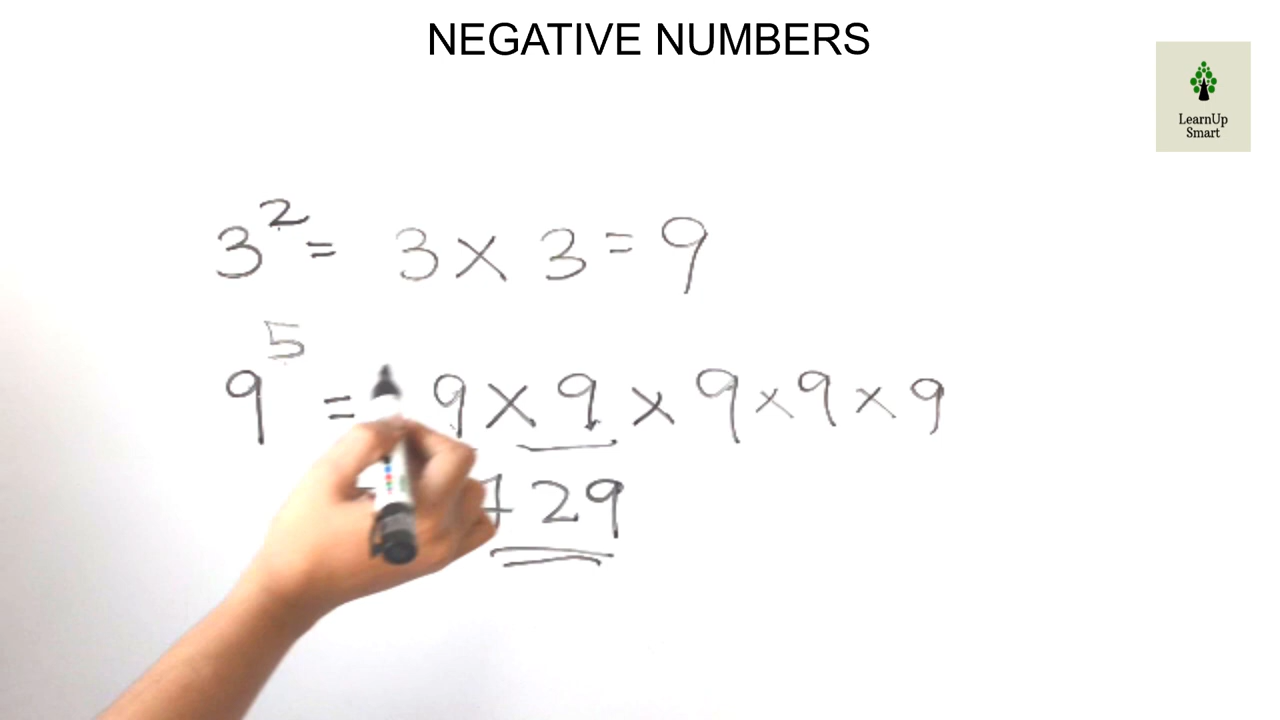 NEGATIVE NUMBERS
LearnUp
Smart
3² = 3 × 3 = 9
9⁵ = 9 × 9 × 9 × 9 × 9
729